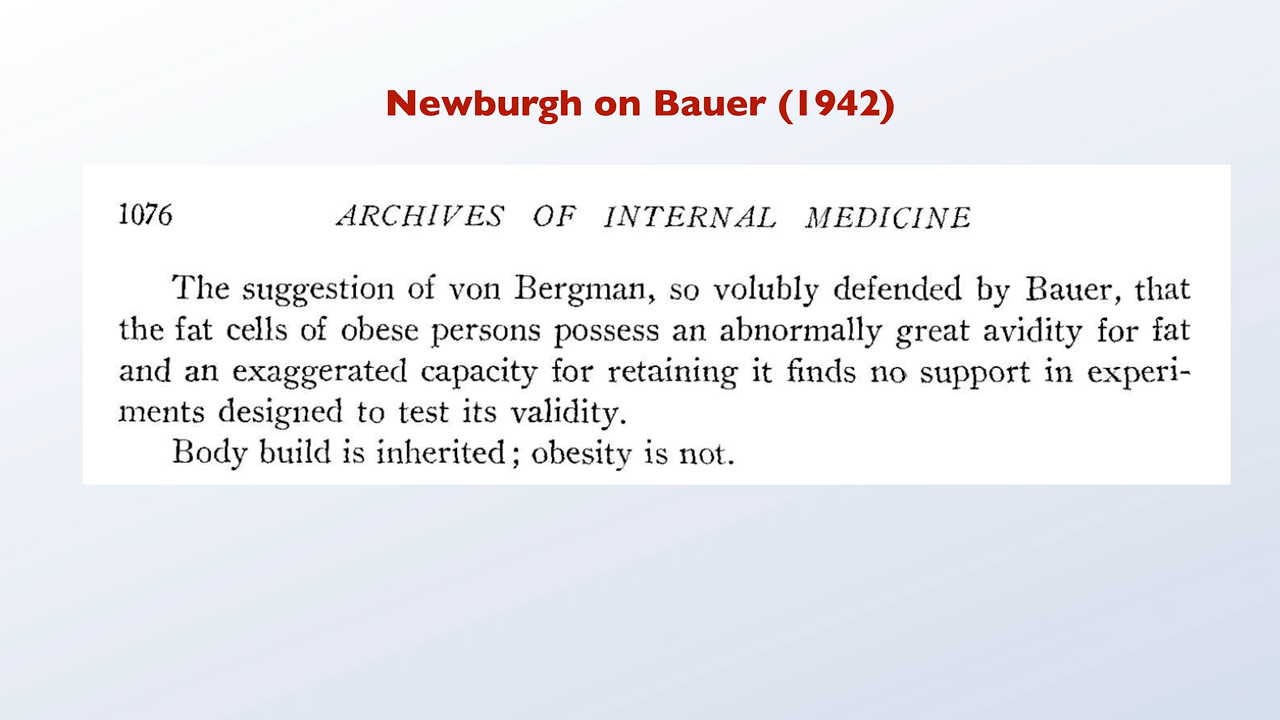 Newburgh on Bauer (1942)
1076 ARCHIVES OF INTERNAL MEDICINE
The suggestion of von Bergman, so volubly defended by Bauer, that
the fat cells of obese persons possess an abnormally great avidity for fat
and an exaggerated capacity for retaining it finds no support in experi-
ments designed to test its validity.
Body build is inherited; obesity is not.